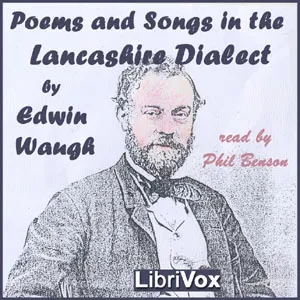 Poems and Songs in the
Lancashire Dialect
by
Edwin
Waugh
read by
Phil Benson
LibriVox